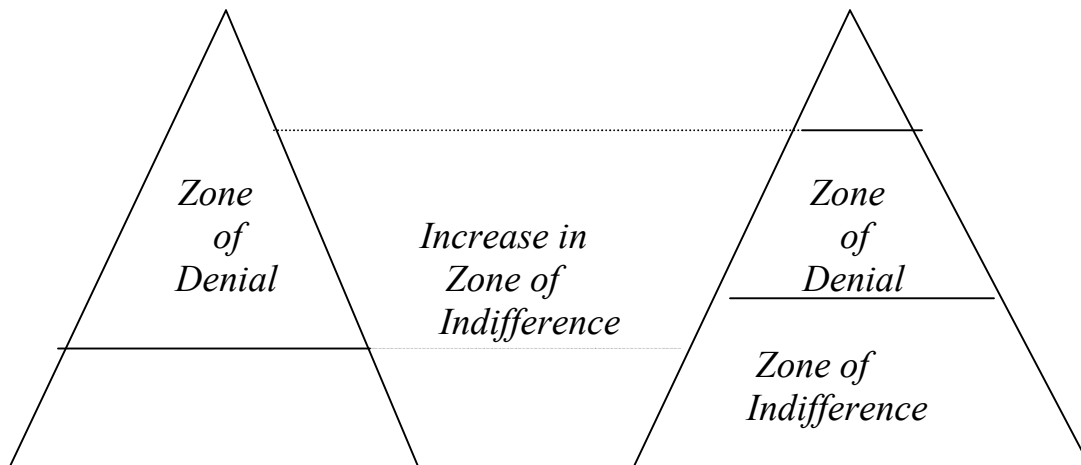 Zone
of
Denial
Increase in
Zone of
Indifference
Zone
of
Denial
Zone of
Indifference